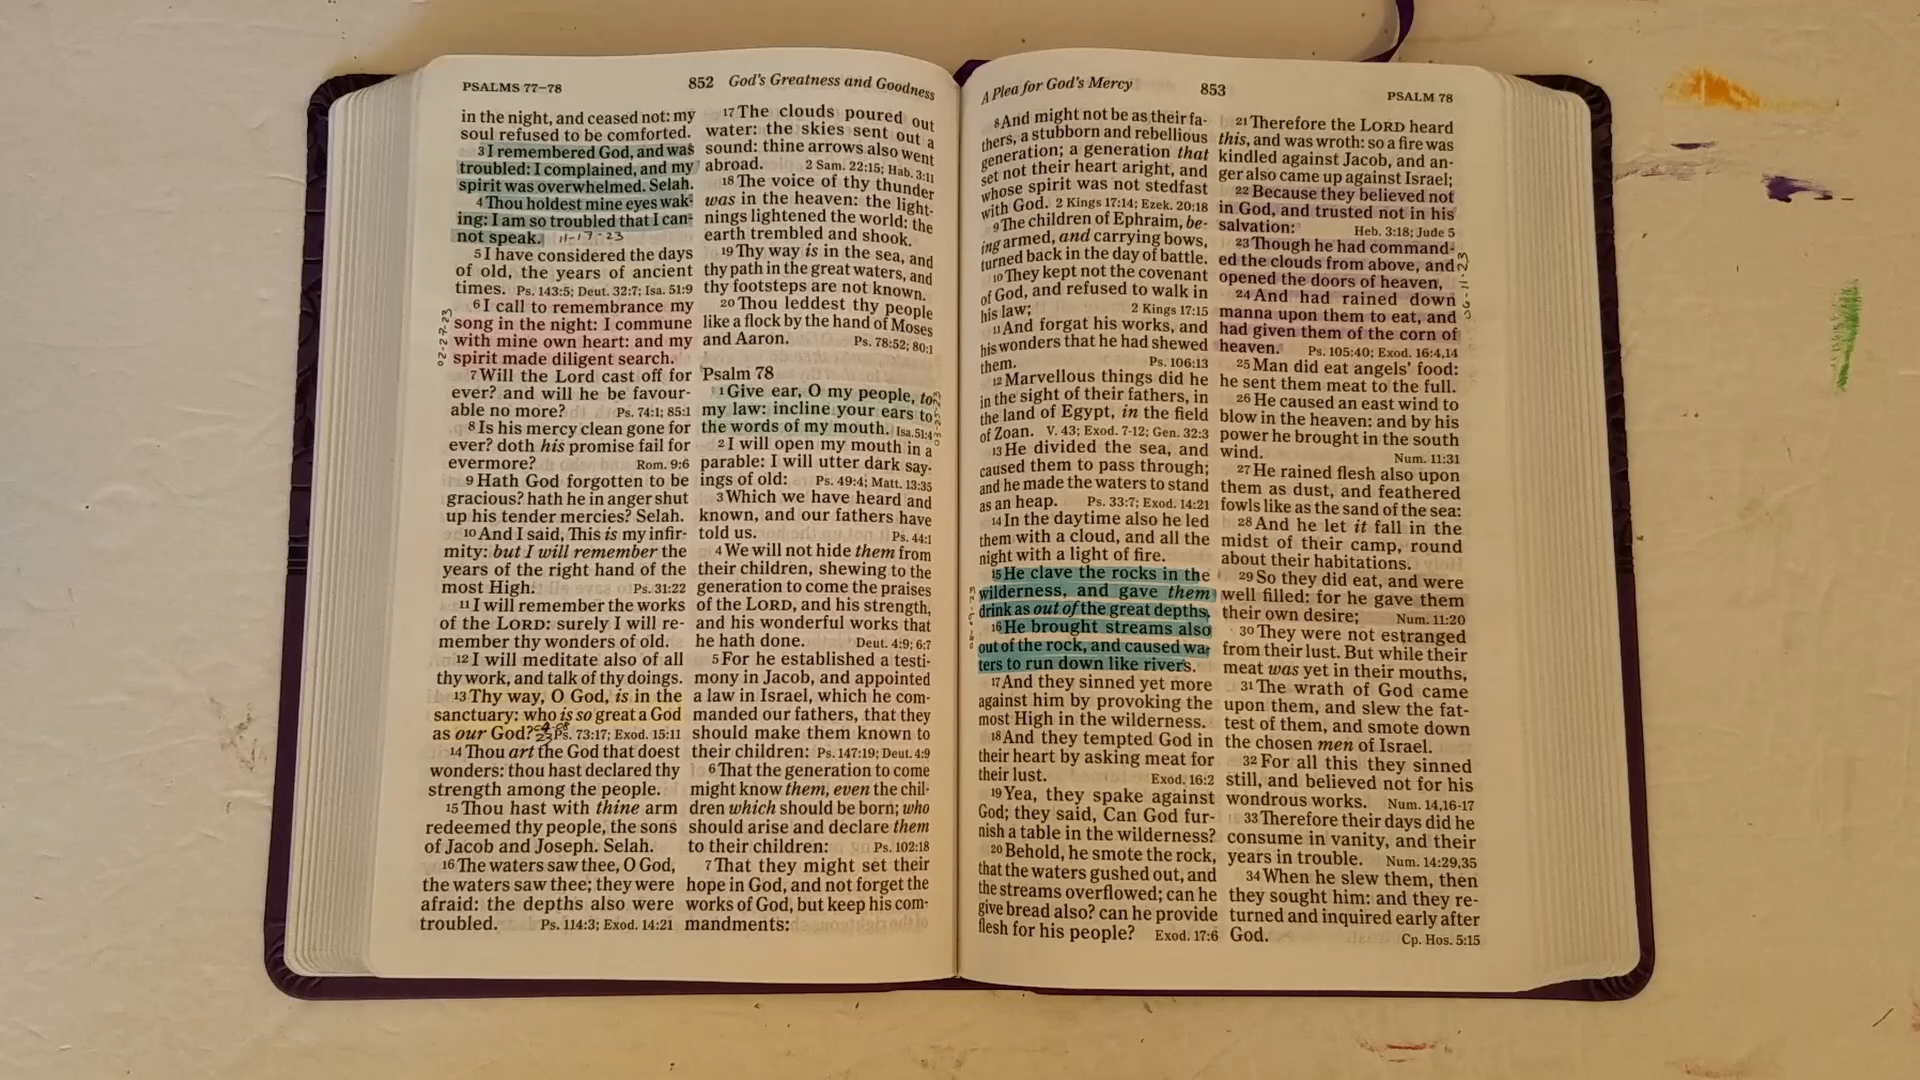 PSALMS 77–78
852
God's Greatness and Goodness
in the night, and ceased not: my
soul refused to be comforted.
3 I remembered God, and was
troubled: I complained, and my
spirit was overwhelmed. Selah.
4 Thou holdest mine eyes wak-
ing: I am so troubled that I can-
not speak. 11-17-23
5 I have considered the days
of old, the years of ancient
times. Ps. 143:5; Deut. 32:7; Isa. 51:9
6 I call to remembrance my
song in the night: I commune
with mine own heart: and my
spirit made diligent search.
02-27-23
7 Will the Lord cast off for
ever? and will he be favour-
able no more? Ps. 74:1; 85:1
8 Is his mercy clean gone for
ever? doth his promise fail for
evermore? Rom. 9:6
9 Hath God forgotten to be
gracious? hath he in anger shut
up his tender mercies? Selah.
10 And I said, This is my infir-
mity: but I will remember the
years of the right hand of the
most High. Ps. 31:22
11 I will remember the works
of the LORD: surely I will re-
member thy wonders of old.
12 I will meditate also of all
thy work, and talk of thy doings.
13 Thy way, O God, is in the
sanctuary: who is so great a God
as our God? Ps. 73:17; Exod. 15:11
14 Thou art the God that doest
wonders: thou hast declared thy
strength among the people.
15 Thou hast with thine arm
redeemed thy people, the sons
of Jacob and Joseph. Selah.
16 The waters saw thee, O God,
the waters saw thee; they were
afraid: the depths also were
troubled. Ps. 114:3; Exod. 14:21
17 The clouds poured out
water: the skies sent out a
sound: thine arrows also went
abroad. 2 Sam. 22:15; Hab. 3:11
18 The voice of thy thunder
was in the heaven: the light-
nings lightened the world: the
earth trembled and shook.
19 Thy way is in the sea, and
thy path in the great waters, and
thy footsteps are not known.
20 Thou leddest thy people
like a flock by the hand of Moses
and Aaron. Ps. 78:52; 80:1
Psalm 78
1 Give ear, O my people, to
my law: incline your ears to
the words of my mouth. Isa. 51:4
2 I will open my mouth in a
parable: I will utter dark say-
ings of old: Ps. 49:4; Matt. 13:35
3 Which we have heard and
known, and our fathers have
told us. Ps. 44:1
4 We will not hide them from
their children, shewing to the
generation to come the praises
of the LORD, and his strength,
and his wonderful works that
he hath done. Deut. 4:9; 6:7
5 For he established a testi-
mony in Jacob, and appointed
a law in Israel, which he com-
manded our fathers, that they
should make them known to
their children: Ps. 147:19; Deut. 4:9
6 That the generation to come
might know them, even the chil-
dren which should be born; who
should arise and declare them
to their children: Ps. 102:18
7 That they might set their
hope in God, and not forget the
works of God, but keep his com-
mandments:
A Plea for God's Mercy
853
PSALM 78
8 And might not be as their fa-
thers, a stubborn and rebellious
generation; a generation that
set not their heart aright, and
whose spirit was not stedfast
with God. 2 Kings 17:14; Ezek. 20:18
9 The children of Ephraim, be-
ing armed, and carrying bows,
turned back in the day of battle.
10 They kept not the covenant
of God, and refused to walk in
his law; 2 Kings 17:15
11 And forgat his works, and
his wonders that he had shewed
them. Ps. 106:13
12 Marvellous things did he
in the sight of their fathers, in
the land of Egypt, in the field
of Zoan. V. 43; Exod. 7-12; Gen. 32:3
13 He divided the sea, and
caused them to pass through;
and he made the waters to stand
as an heap. Ps. 33:7; Exod. 14:21
14 In the daytime also he led
them with a cloud, and all the
night with a light of fire.
15 He clave the rocks in the
wilderness, and gave them
drink as out of the great depths.
16 He brought streams also
out of the rock, and caused wa-
ters to run down like rivers.
17 And they sinned yet more
against him by provoking the
most High in the wilderness.
18 And they tempted God in
their heart by asking meat for
their lust. Exod. 16:2
19 Yea, they spake against
God; they said, Can God fur-
nish a table in the wilderness?
20 Behold, he smote the rock,
that the waters gushed out, and
the streams overflowed; can he
give bread also? can he provide
flesh for his people? Exod. 17:6
21 Therefore the LORD heard
this, and was wroth: so a fire was
kindled against Jacob, and an-
ger also came up against Israel;
22 Because they believed not
in God, and trusted not in his
salvation: Heb. 3:18; Jude 5
23 Though he had command-
ed the clouds from above, and
opened the doors of heaven,
24 And had rained down
manna upon them to eat, and
had given them of the corn of
heaven. Ps. 105:40; Exod. 16:4,14
25 Man did eat angels' food:
he sent them meat to the full.
26 He caused an east wind to
blow in the heaven: and by his
power he brought in the south
wind. Num. 11:31
27 He rained flesh also upon
them as dust, and feathered
fowls like as the sand of the sea:
28 And he let it fall in the
midst of their camp, round
about their habitations.
29 So they did eat, and were
well filled: for he gave them
their own desire; Num. 11:20
30 They were not estranged
from their lust. But while their
meat was yet in their mouths,
31 The wrath of God came
upon them, and slew the fat-
test of them, and smote down
the chosen men of Israel.
32 For all this they sinned
still, and believed not for his
wondrous works. Num. 14,16-17
33 Therefore their days did he
consume in vanity, and their
years in trouble. Num. 14:29,35
34 When he slew them, then
they sought him: and they re-
turned and inquired early after
God. Cp. Hos. 5:15